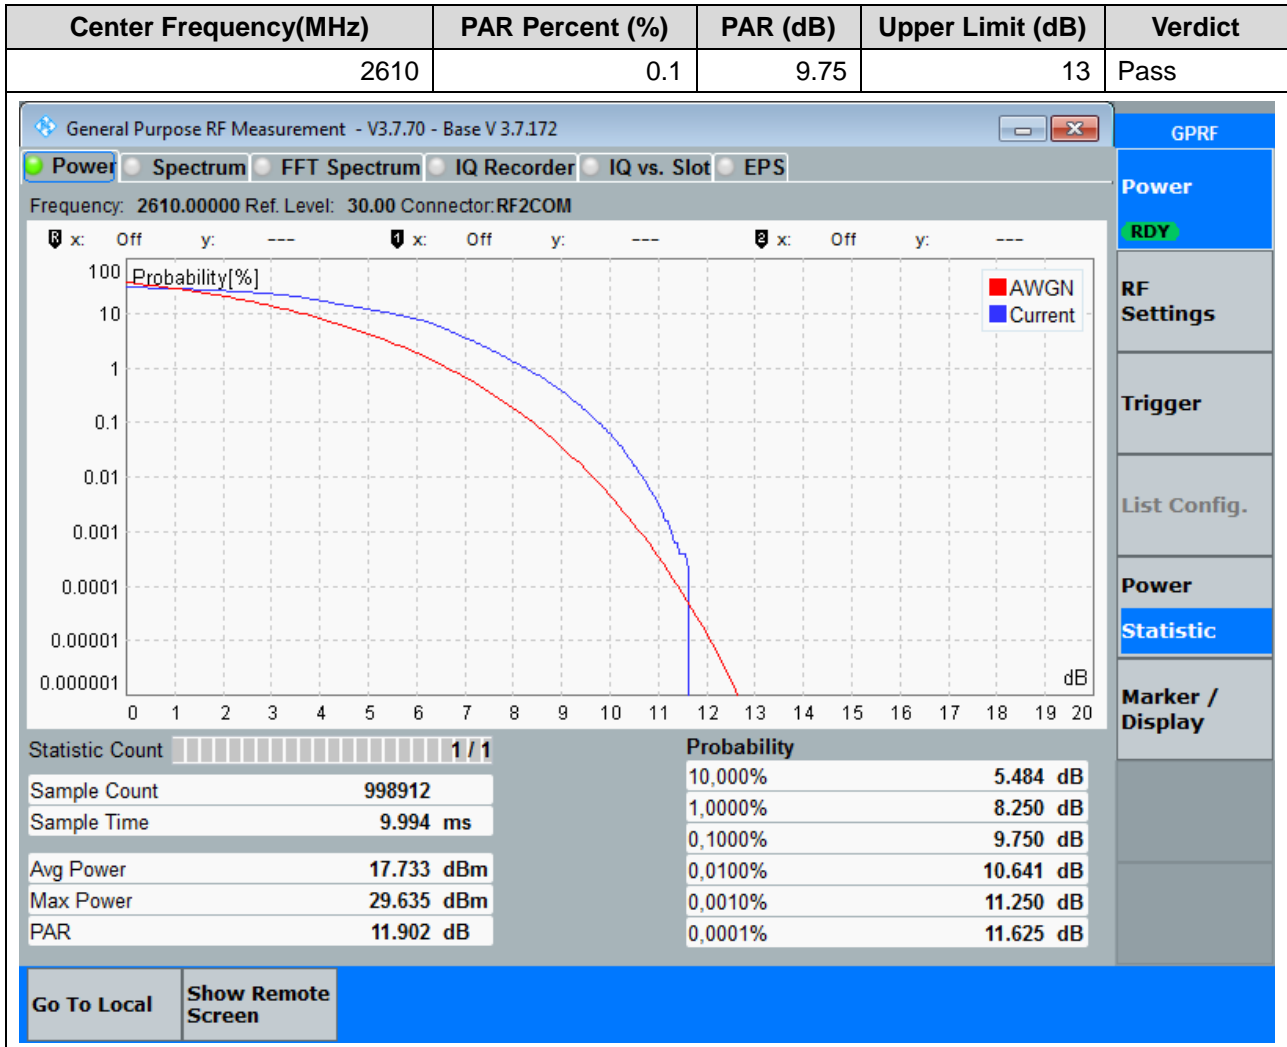 Center Frequency(MHz) PAR Percent (%) PAR (dB) Upper Limit (dB) Verdict
2610 0.1 9.75 13 Pass
General Purpose RF Measurement - V3.7.70 - Base V 3.7.172
GPRF
Power Spectrum FFT Spectrum IQ Recorder IQ vs. Slot EPS
Power
RDY
Frequency: 2610.00000 Ref. Level: 30.00 Connector:RF2COM
R x: Off y: --- 1 x: Off y: --- 2 x: Off y: ---
Probability[%]
AWGN
Current
100
10
1
0.1
0.01
0.001
0.0001
0.00001
0.000001
dB
0 1 2 3 4 5 6 7 8 9 10 11 12 13 14 15 16 17 18 19 20
RF
Settings
Trigger
List Config.
Power
Statistic
Marker /
Display
Statistic Count 1 / 1
Sample Count 998912
Sample Time 9.994 ms
Avg Power 17.733 dBm
Max Power 29.635 dBm
PAR 11.902 dB
Probability
10,000% 5.484 dB
1,0000% 8.250 dB
0,1000% 9.750 dB
0,0100% 10.641 dB
0,0010% 11.250 dB
0,0001% 11.625 dB
Go To Local
Show Remote
Screen